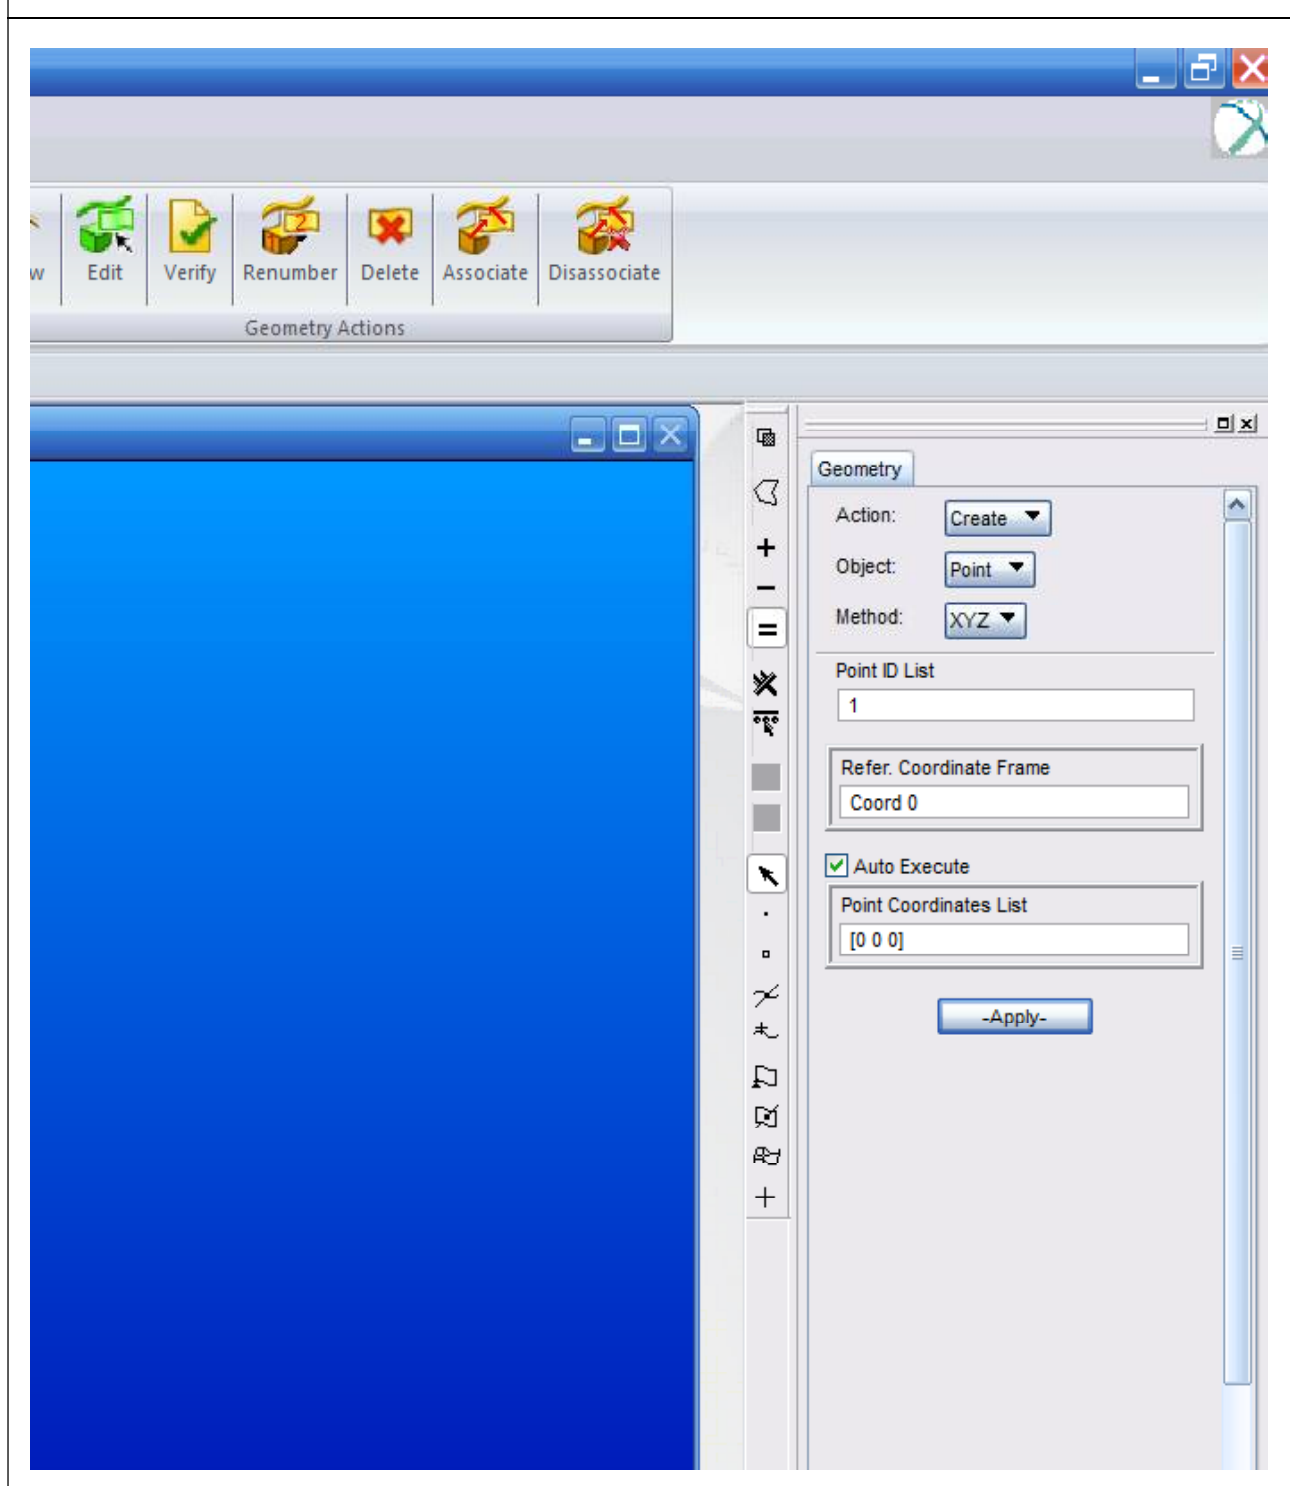 w
Edit
Verify
Renumber
Delete
Associate
Disassociate
Geometry Actions
Geometry
Action: Create
Object: Point
Method: XYZ
Point ID List
1
Refer. Coordinate Frame
Coord 0
Auto Execute
Point Coordinates List
[0 0 0]
-Apply-